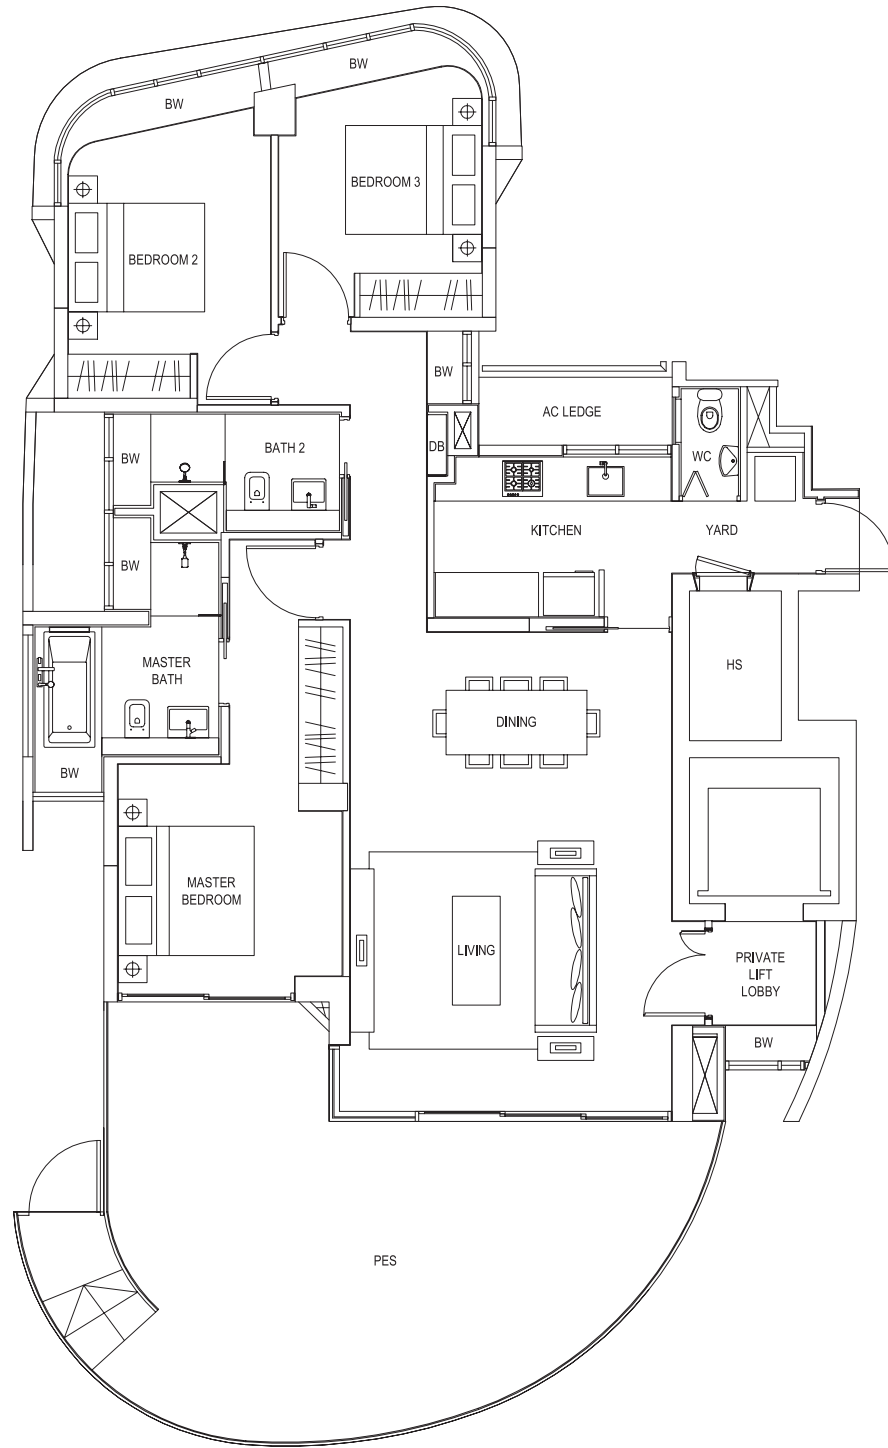 BW
BW
BEDROOM 3
BEDROOM 2
BW
AC LEDGE
BATH 2
DB
WC
BW
KITCHEN
YARD
BW
MASTER
BATH
HS
DINING
BW
MASTER
BEDROOM
LIVING
PRIVATE
LIFT
LOBBY
BW
PES